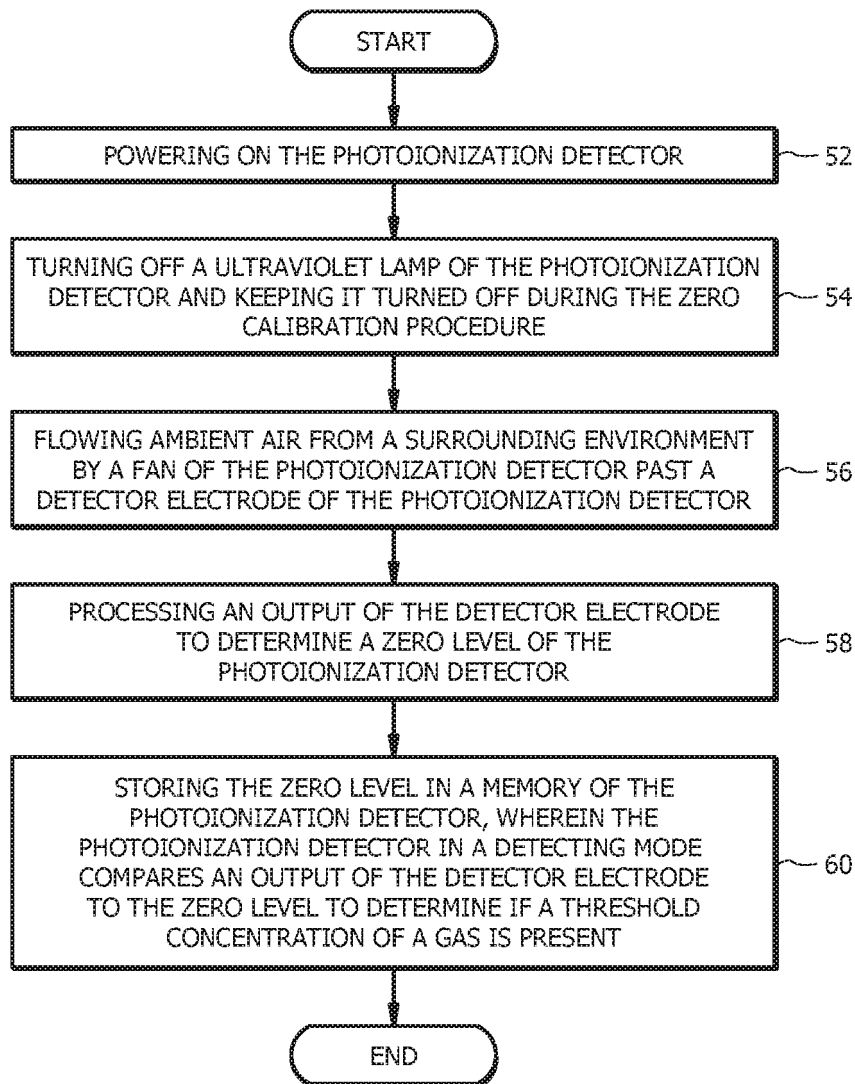 START
POWERING ON THE PHOTOIONIZATION DETECTOR
52
TURNING OFF A ULTRAVIOLET LAMP OF THE PHOTOIONIZATION
DETECTOR AND KEEPING IT TURNED OFF DURING THE ZERO
CALIBRATION PROCEDURE
54
FLOWING AMBIENT AIR FROM A SURROUNDING ENVIRONMENT
BY A FAN OF THE PHOTOIONIZATION DETECTOR PAST A
DETECTOR ELECTRODE OF THE PHOTOIONIZATION DETECTOR
56
PROCESSING AN OUTPUT OF THE DETECTOR ELECTRODE
TO DETERMINE A ZERO LEVEL OF THE
PHOTOIONIZATION DETECTOR
58
STORING THE ZERO LEVEL IN A MEMORY OF THE
PHOTOIONIZATION DETECTOR, WHEREIN THE
PHOTOIONIZATION DETECTOR IN A DETECTING MODE
COMPARES AN OUTPUT OF THE DETECTOR ELECTRODE
TO THE ZERO LEVEL TO DETERMINE IF A THRESHOLD
CONCENTRATION OF A GAS IS PRESENT
60
END